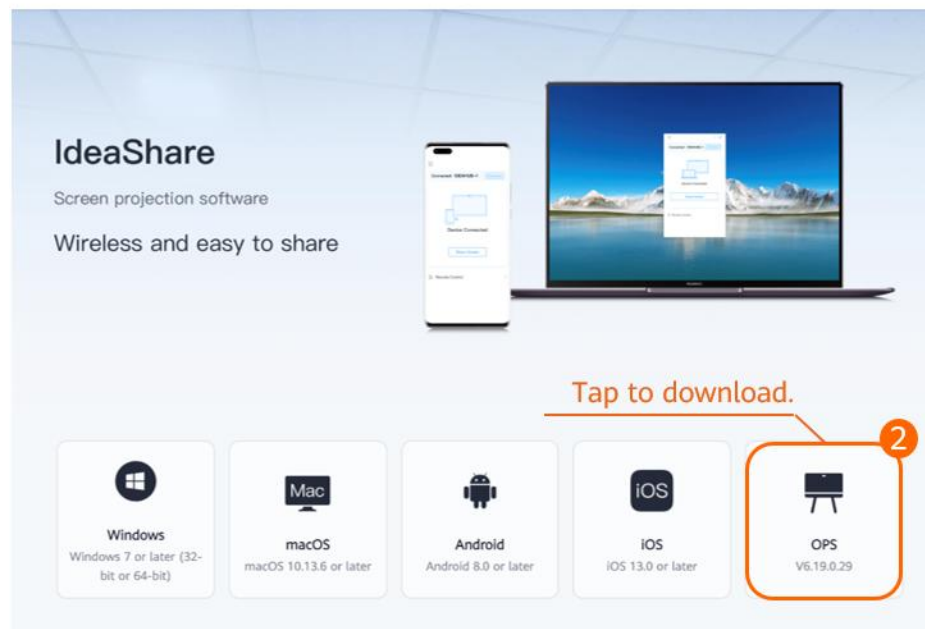 IdeaShare
Screen projection software
Wireless and easy to share
Device Connected
Tap to download.
2
Mac
iOS
Windows
Windows 7 or later (32-
bit or 64-bit)
macOS
macOS 10.13.6 or later
Android
Android 8.0 or later
iOS
iOS 13.0 or later
OPS
V6.19.0.29